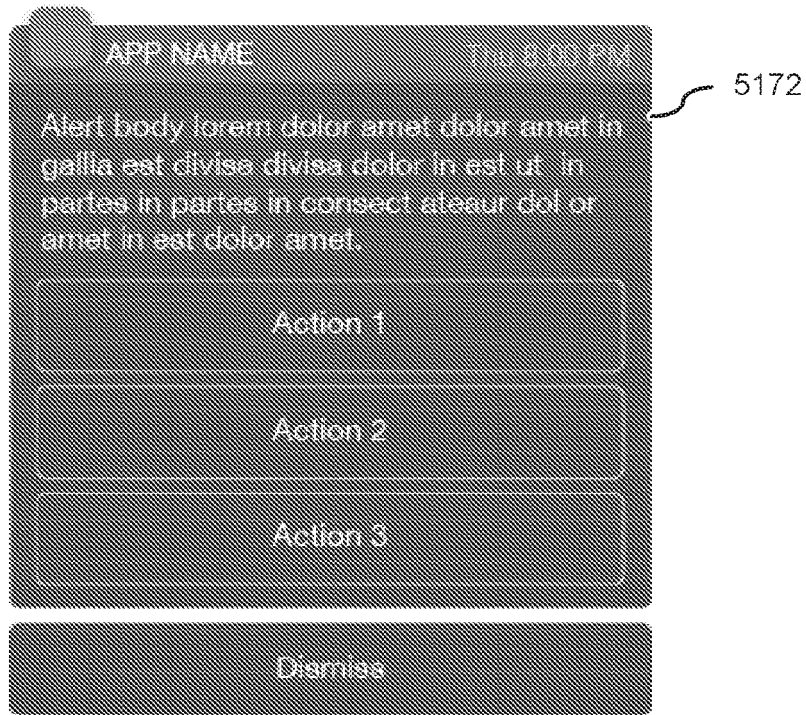 APP NAME
Thu 8:00 PM
5172
Alert body lorem dolor amet dolor amet in
gallia est divisa divisa dolor in est ut in
partes in partes in consect ateaur dol or
amet in est dolor amet.
Action 1
Action 2
Action 3
Dismiss